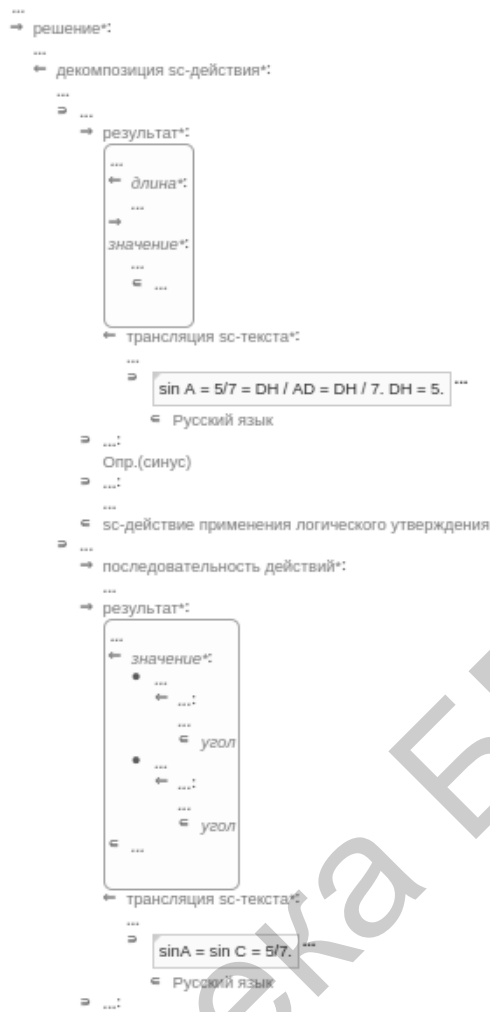 ...
⇒ решение*:
...
⇐ декомпозиция sc-действия*:
...
∋ ...
⇒ результат*:
...
⇐ длина*:
...
⇒
значение*:
...
∈ ...
⇐ трансляция sc-текста*:
...
∋ sin A = 5/7 = DH / AD = DH / 7. DH = 5. ...
∈ Русский язык
∋ ...:
Опр.(синус)
∋ ...:
...
∈ sc-действие применения логического утверждения
∋ ...
⇒ последовательность действий*:
...
⇒ результат*:
...
⇐ значение*:
● ...
⇐ ...:
...
∈ угол
● ...
⇐ ...:
...
∈ угол
∈ ...
⇐ трансляция sc-текста*:
...
∋ sinA = sin C = 5/7. ...
∈ Русский язык
∋ ...: